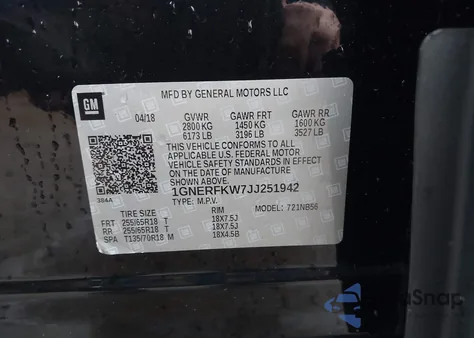 GM
MFD BY GENERAL MOTORS LLC
04/18 GVWR GAWR FRT GAWR RR
2800 KG 1450 KG 1600 KG
6173 LB 3196 LB 3527 LB
THIS VEHICLE CONFORMS TO ALL
APPLICABLE U.S. FEDERAL MOTOR
VEHICLE SAFETY STANDARDS IN EFFECT
ON THE DATE OF MANUFACTURE
SHOWN ABOVE.
384A
1GNERFKW7JJ251942
TYPE: M.P.V. MODEL: 721NB56
TIRE SIZE RIM
FRT 255/65R18 T 18X7.5J
RR 255/65R18 T 18X7.5J
SPA T135/70R18 M 18X4.5B